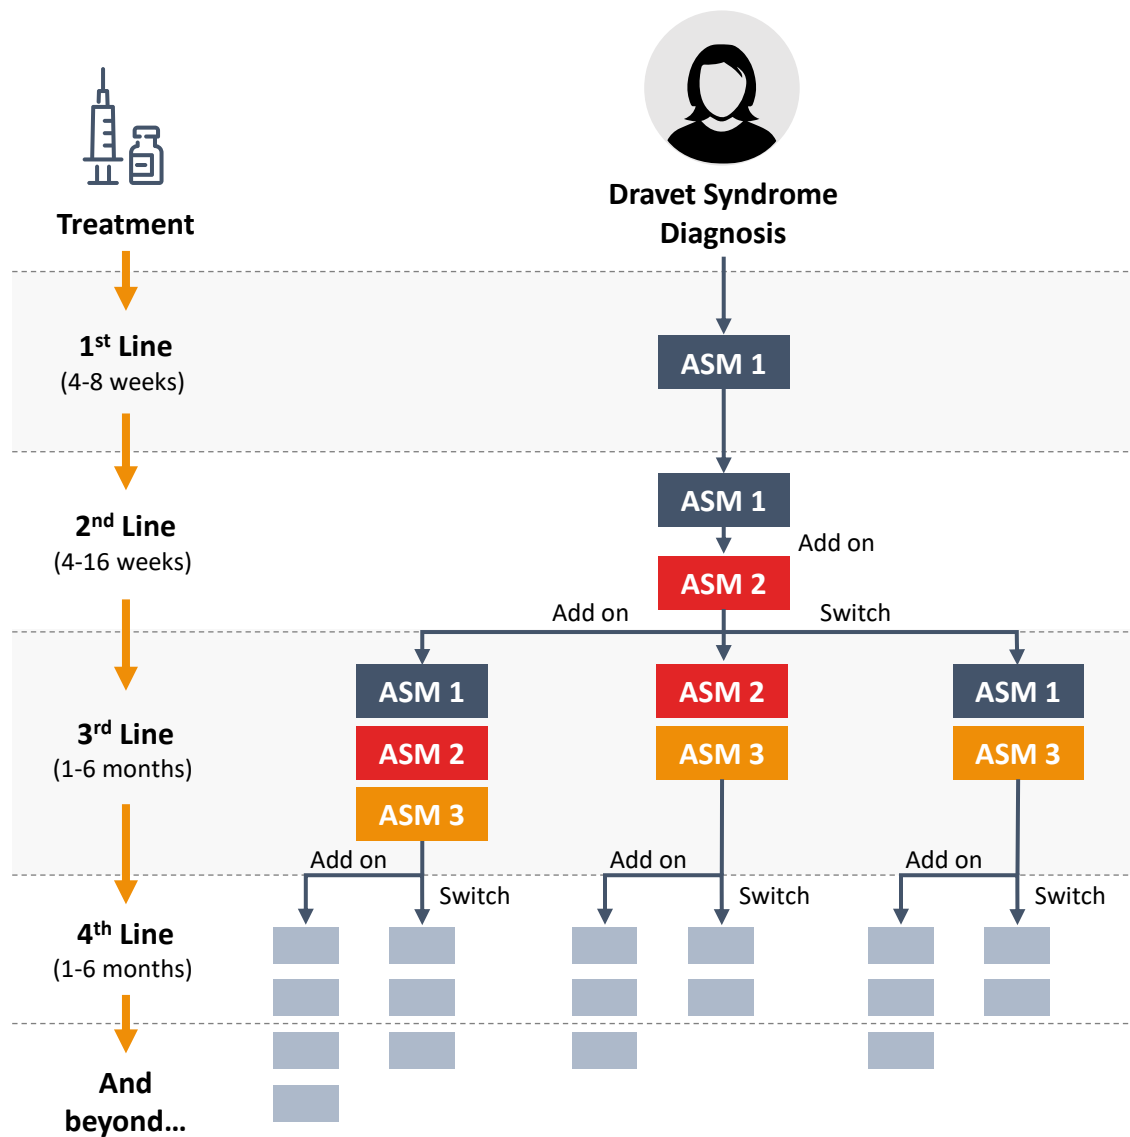 Treatment
Dravet Syndrome
Diagnosis
1st Line
(4-8 weeks)
ASM 1
2nd Line
(4-16 weeks)
ASM 1
Add on
ASM 2
Add on
Switch
3rd Line
(1-6 months)
ASM 1
ASM 2
ASM 3
ASM 2
ASM 3
ASM 1
ASM 3
Add on
Switch
Add on
Switch
Add on
Switch
4th Line
(1-6 months)
And
beyond…